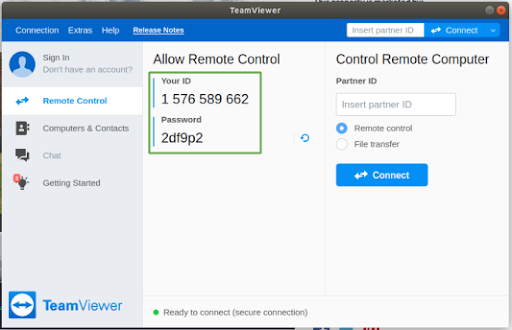 TeamViewer
Connection Extras Help Release Notes Insert partner ID Connect
Sign In
Don't have an account?
Remote Control
Computers & Contacts
Chat
Getting Started
TeamViewer
Allow Remote Control
Your ID
1 576 589 662
Password
2df9p2
Control Remote Computer
Partner ID
Insert partner ID
Remote control
File transfer
Connect
Ready to connect (secure connection)